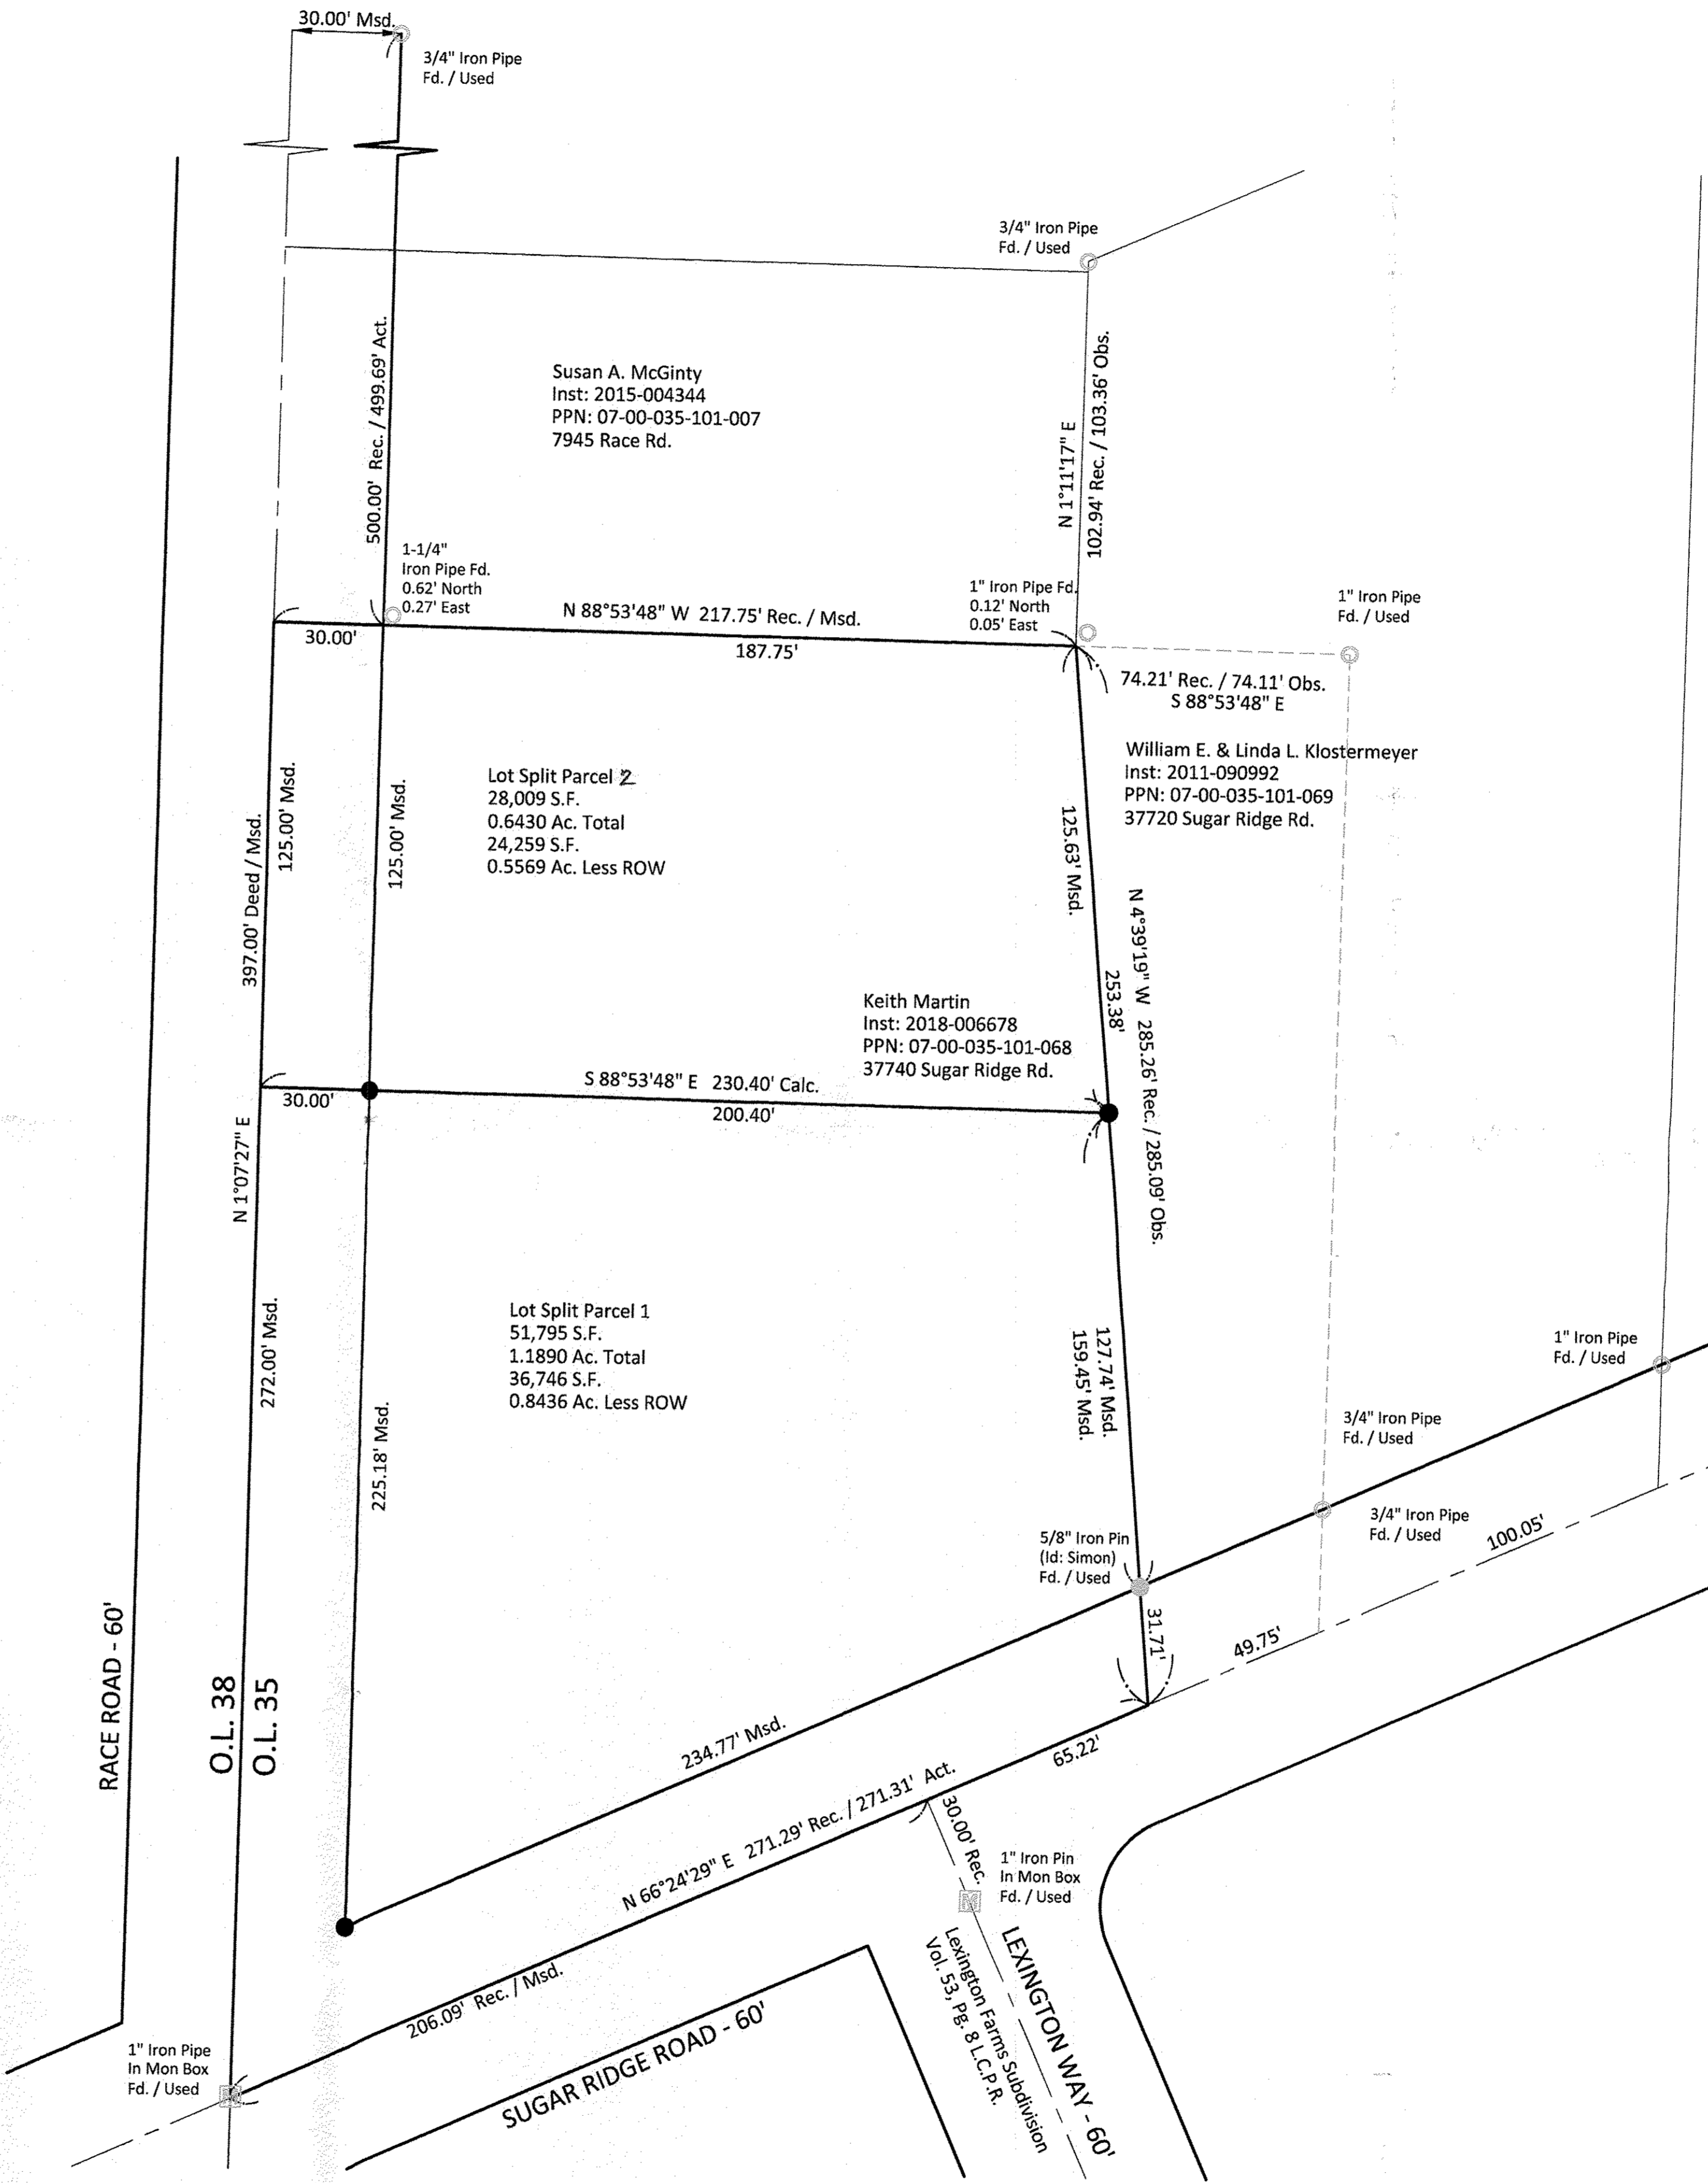 30.00' Msd.
3/4" Iron Pipe
Fd. / Used
3/4" Iron Pipe
Fd. / Used
500.00' Rec. / 499.69' Act.
Susan A. McGinty
Inst: 2015-004344
PPN: 07-00-035-101-007
7945 Race Rd.
N 1°11'17" E
102.94' Rec. / 103.36' Obs.
1-1/4"
Iron Pipe Fd.
0.62' North
0.27' East
1" Iron Pipe Fd.
0.12' North
0.05' East
1" Iron Pipe
Fd. / Used
N 88°53'48" W 217.75' Rec. / Msd.
30.00'
187.75'
74.21' Rec. / 74.11' Obs.
S 88°53'48" E
William E. & Linda L. Klostermeyer
Inst: 2011-090992
PPN: 07-00-035-101-069
37720 Sugar Ridge Rd.
Lot Split Parcel 2
28,009 S.F.
0.6430 Ac. Total
24,259 S.F.
0.5569 Ac. Less ROW
397.00' Deed / Msd.
125.00' Msd.
125.00' Msd.
125.63' Msd.
253.38'
N 4°39'19" W 285.26' Rec. / 285.09' Obs.
Keith Martin
Inst: 2018-006678
PPN: 07-00-035-101-068
37740 Sugar Ridge Rd.
S 88°53'48" E 230.40' Calc.
30.00'
200.40'
N 1°07'27" E
272.00' Msd.
225.18' Msd.
Lot Split Parcel 1
51,795 S.F.
1.1890 Ac. Total
36,746 S.F.
0.8436 Ac. Less ROW
127.74' Msd.
159.45' Msd.
1" Iron Pipe
Fd. / Used
3/4" Iron Pipe
Fd. / Used
3/4" Iron Pipe
Fd. / Used
5/8" Iron Pin
(Id: Simon)
Fd. / Used
100.05'
49.75'
31.71'
RACE ROAD - 60'
O.L. 38
O.L. 35
234.77' Msd.
65.22'
N 66°24'29" E 271.29' Rec. / 271.31' Act.
30.00' Rec.
1" Iron Pin
In Mon Box
Fd. / Used
M
206.09' Rec. / Msd.
1" Iron Pipe
In Mon Box
Fd. / Used
M
SUGAR RIDGE ROAD - 60'
LEXINGTON WAY - 60'
Lexington Farms Subdivision
Vol. 53, Pg. 8 L.C.P.R.